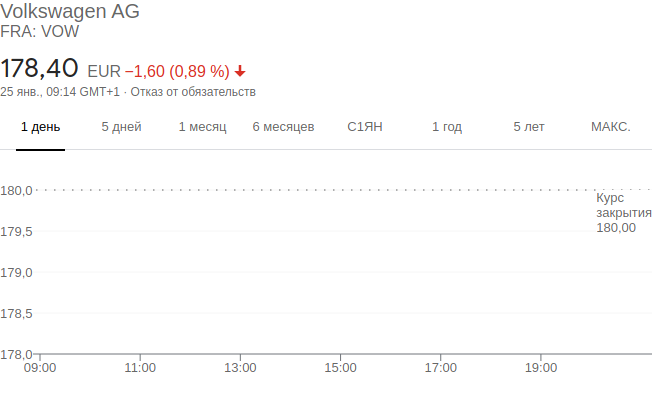 Volkswagen AG
FRA: VOW
178,40 EUR −1,60 (0,89 %)
25 янв., 09:14 GMT+1 · Отказ от обязательств
1 день 5 дней 1 месяц 6 месяцев С1ЯН 1 год 5 лет МАКС.
180,0
Курс
закрытия
180,00
179,5
179,0
178,5
178,0
09:00 11:00 13:00 15:00 17:00 19:00